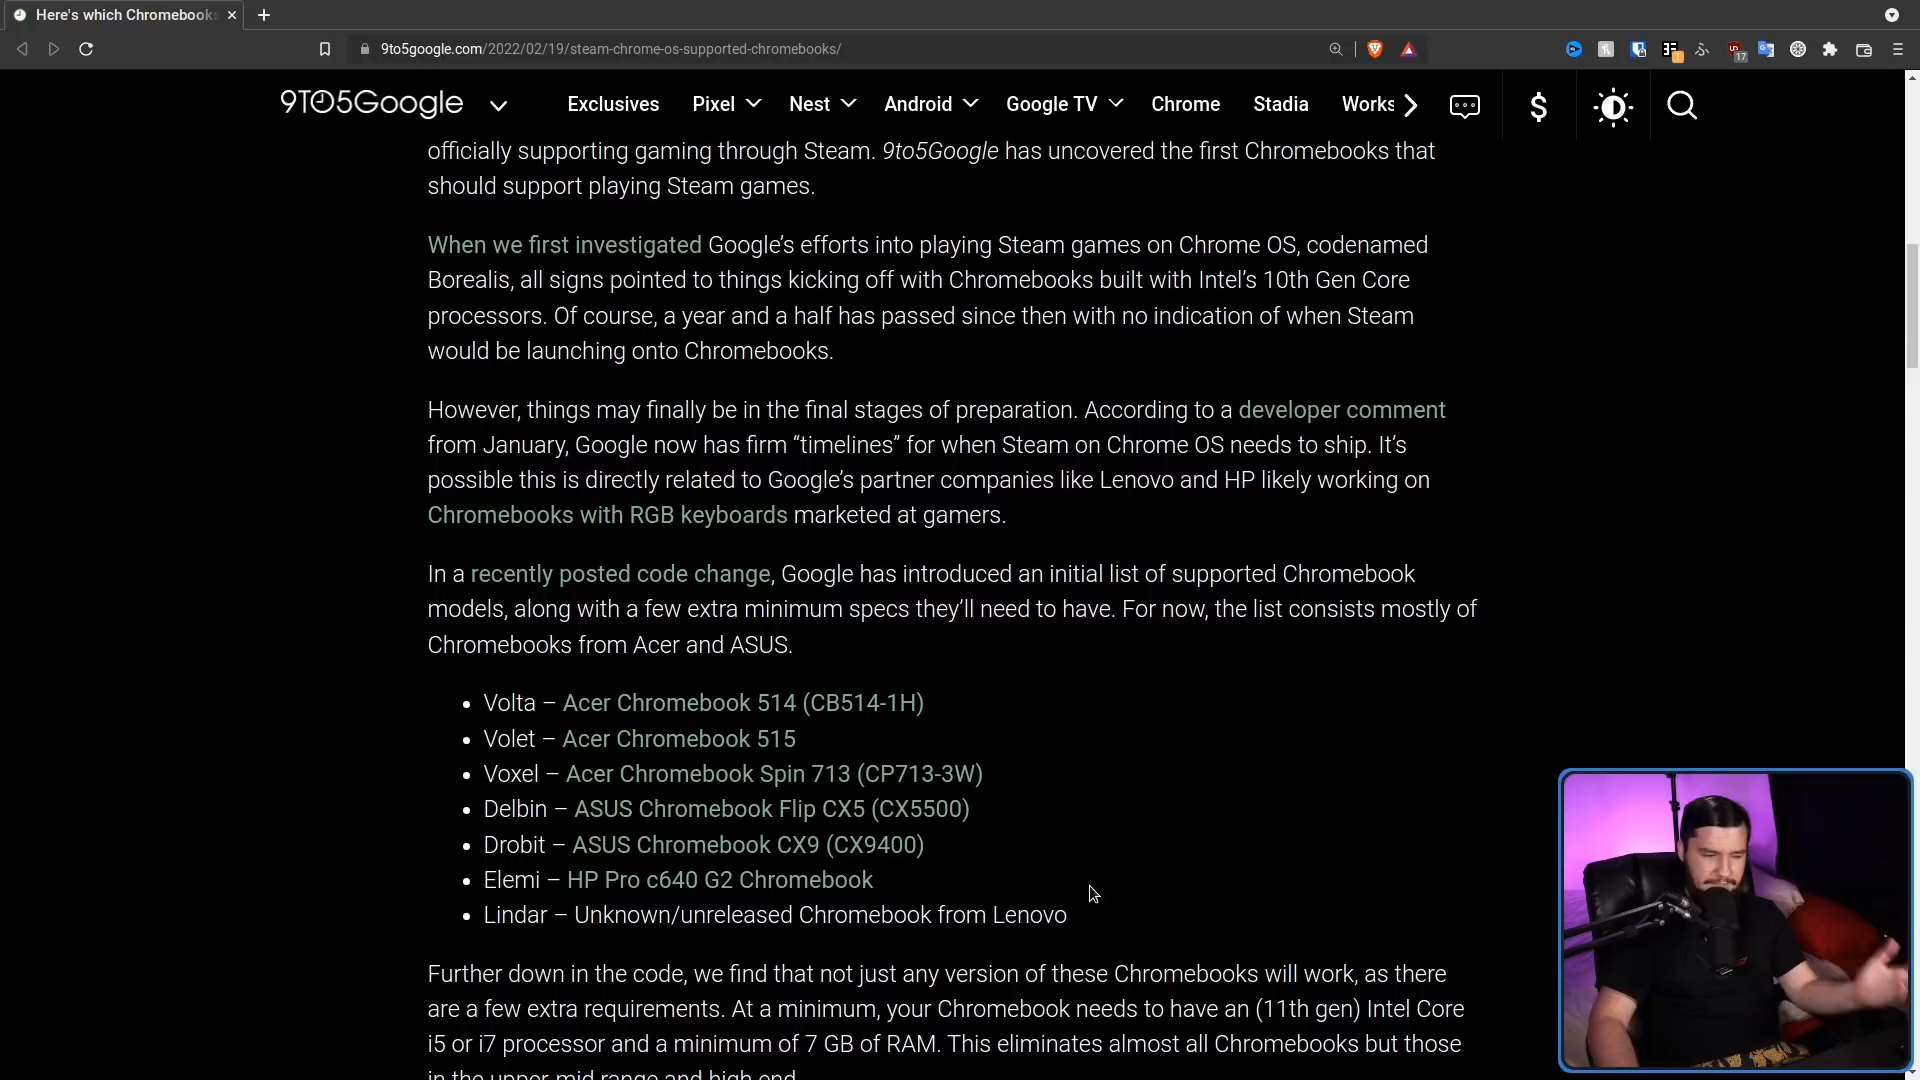 Here's which Chromebooks
9to5google.com/2022/02/19/steam-chrome-os-supported-chromebooks/
17
9TO5Google
Exclusives Pixel Nest Android Google TV Chrome Stadia Works
officially supporting gaming through Steam. 9to5Google has uncovered the first Chromebooks that
should support playing Steam games.
When we first investigated Google's efforts into playing Steam games on Chrome OS, codenamed
Borealis, all signs pointed to things kicking off with Chromebooks built with Intel's 10th Gen Core
processors. Of course, a year and a half has passed since then with no indication of when Steam
would be launching onto Chromebooks.
However, things may finally be in the final stages of preparation. According to a developer comment
from January, Google now has firm “timelines” for when Steam on Chrome OS needs to ship. It's
possible this is directly related to Google's partner companies like Lenovo and HP likely working on
Chromebooks with RGB keyboards marketed at gamers.
In a recently posted code change, Google has introduced an initial list of supported Chromebook
models, along with a few extra minimum specs they'll need to have. For now, the list consists mostly of
Chromebooks from Acer and ASUS.
• Volta – Acer Chromebook 514 (CB514-1H)
• Volet – Acer Chromebook 515
• Voxel – Acer Chromebook Spin 713 (CP713-3W)
• Delbin – ASUS Chromebook Flip CX5 (CX5500)
• Drobit – ASUS Chromebook CX9 (CX9400)
• Elemi – HP Pro c640 G2 Chromebook
• Lindar – Unknown/unreleased Chromebook from Lenovo
Further down in the code, we find that not just any version of these Chromebooks will work, as there
are a few extra requirements. At a minimum, your Chromebook needs to have an (11th gen) Intel Core
i5 or i7 processor and a minimum of 7 GB of RAM. This eliminates almost all Chromebooks but those
in the upper mid range and high end